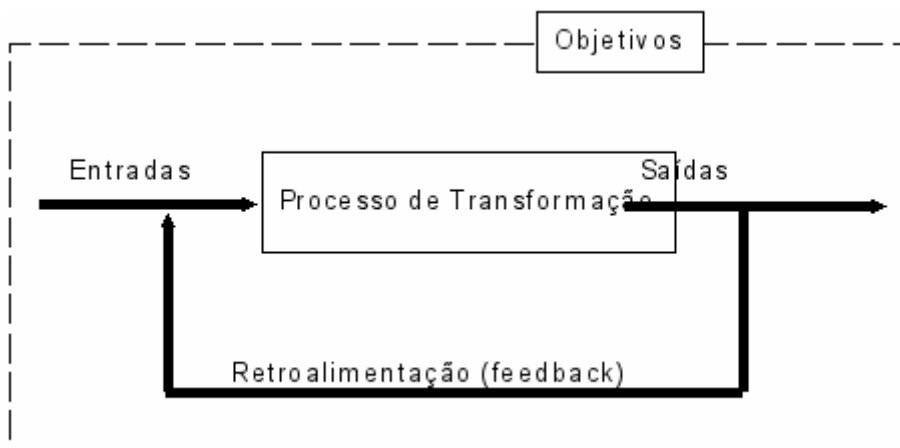 Objetivos
Entradas
Saídas
Processo de Transformação
Retroalimentação (feedback)